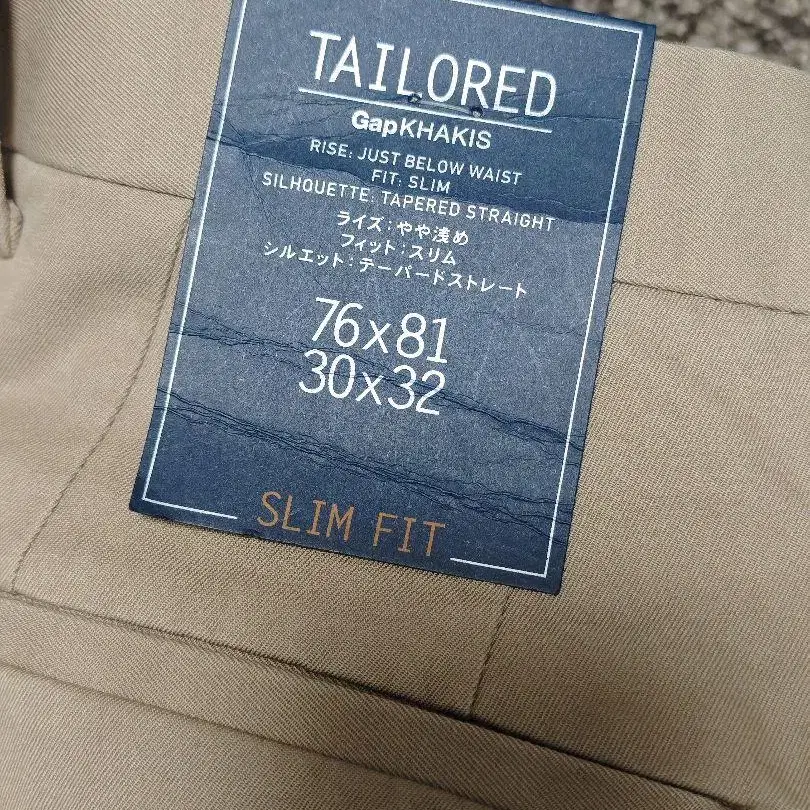 TAILORED
GapKHAKIS
RISE: JUST BELOW WAIST
FIT: SLIM
SILHOUETTE: TAPERED STRAIGHT
ライズ：やや浅め
フィット：スリム
シルエット：テーパードストレート
76x81
30x32
SLIM FIT